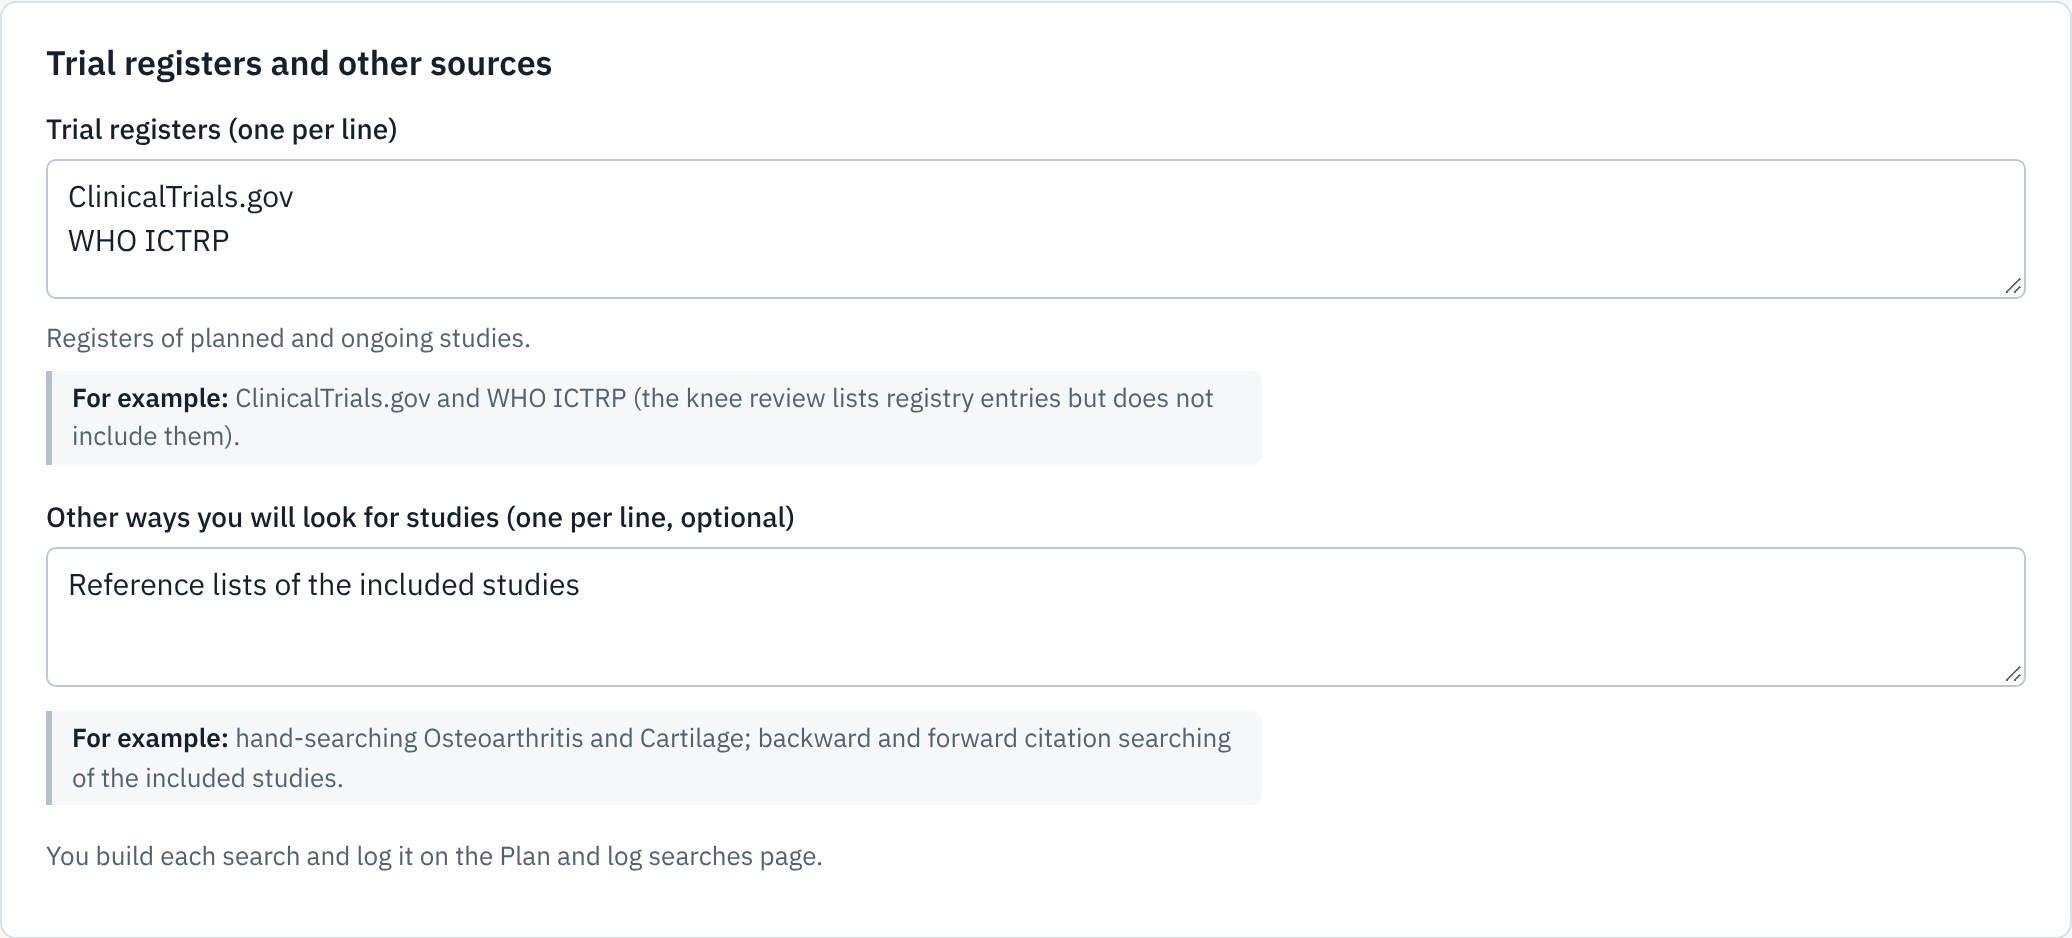 Trial registers and other sources
Trial registers (one per line)
ClinicalTrials.gov
WHO ICTRP
Registers of planned and ongoing studies.
For example: ClinicalTrials.gov and WHO ICTRP (the knee review lists registry entries but does not
include them).
Other ways you will look for studies (one per line, optional)
Reference lists of the included studies
For example: hand-searching Osteoarthritis and Cartilage; backward and forward citation searching
of the included studies.
You build each search and log it on the Plan and log searches page.